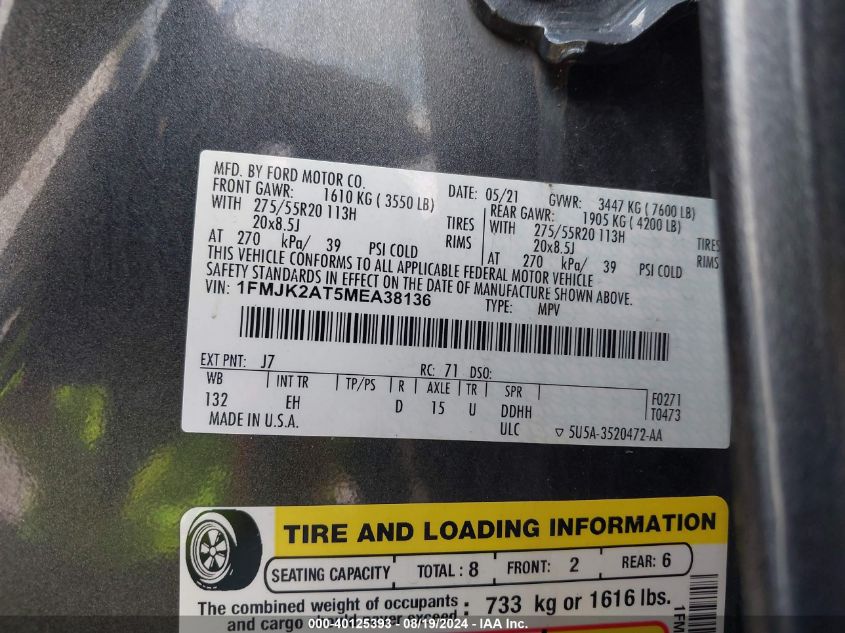 MFD. BY FORD MOTOR CO. DATE: 05/21 GVWR: 3447 KG ( 7600 LB)
FRONT GAWR: 1610 KG ( 3550 LB) REAR GAWR: 1905 KG ( 4200 LB)
WITH 275/55R20 113H TIRES WITH 275/55R20 113H TIRES
20x8.5J RIMS 20x8.5J RIMS
AT 270 kPa/ 39 PSI COLD AT 270 kPa/ 39 PSI COLD
THIS VEHICLE CONFORMS TO ALL APPLICABLE FEDERAL MOTOR VEHICLE
SAFETY STANDARDS IN EFFECT ON THE DATE OF MANUFACTURE SHOWN ABOVE.
VIN: 1FMJK2AT5MEA38136 TYPE: MPV
EXT PNT: J7 RC: 71 DSO:
WB INT TR TP/PS R AXLE TR SPR F0271
132 EH D 15 U DDHH T0473
MADE IN U.S.A. ULC ▽ 5U5A-3520472-AA
TIRE AND LOADING INFORMATION
SEATING CAPACITY TOTAL : 8 FRONT: 2 REAR: 6
The combined weight of occupants : 733 kg or 1616 lbs.
and cargo
1FM
00-40125393 - 08/19/2024 - IAA Inc.